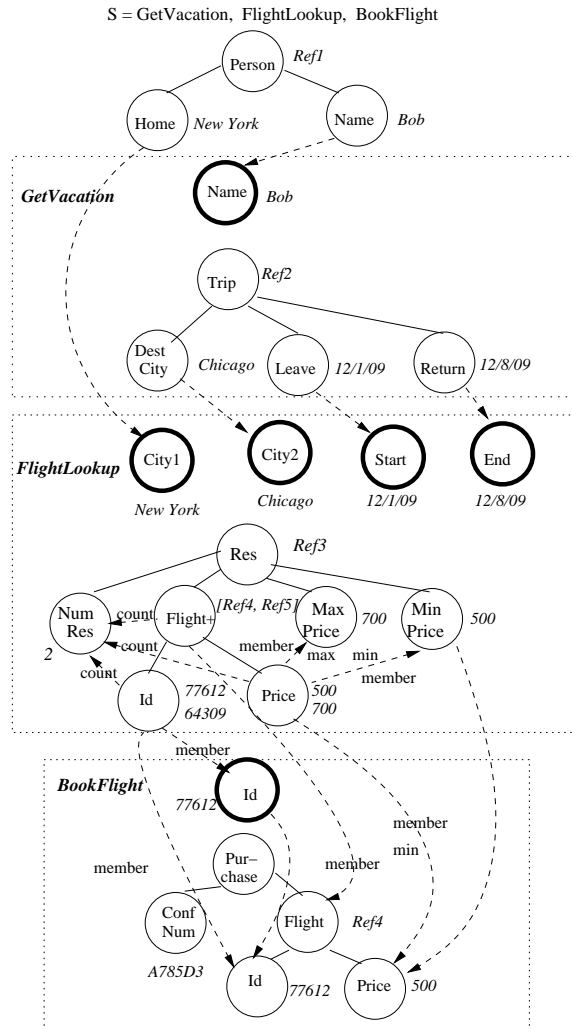 S = GetVacation, FlightLookup, BookFlight
Person
Ref1
Home
New York
Name
Bob
GetVacation
Name
Bob
Trip
Ref2
Dest
City
Chicago
Leave
12/1/09
Return
12/8/09
FlightLookup
City1
City2
Start
End
New York
Chicago
12/1/09
12/8/09
Res
Ref3
Num
Res
2
count
Flight+
[Ref4, Ref5]
Max
Price
700
Min
Price
500
count
member
max
min
member
count
Id
77612
64309
Price
500
700
member
BookFlight
77612
Id
member
min
member
member
Pur–
chase
Conf
Num
A785D3
Flight
Ref4
Id
77612
Price
500